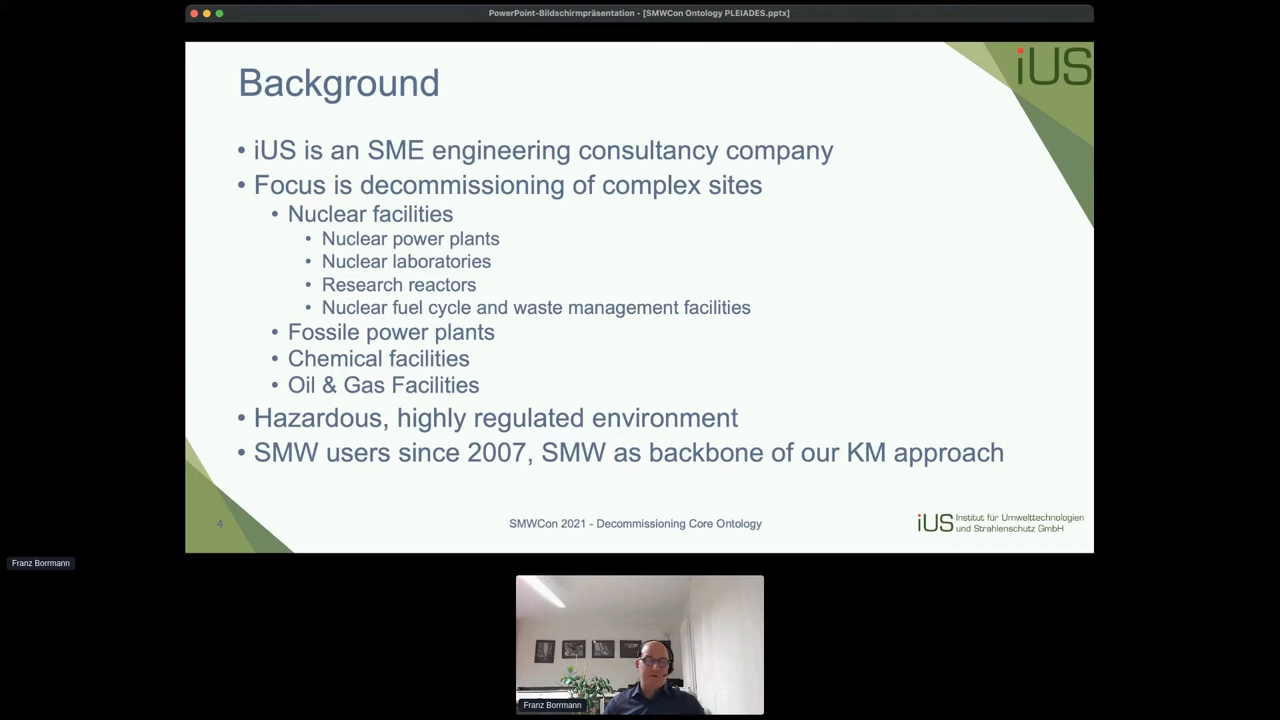 PowerPoint-Bildschirmpräsentation - [SMWCon Ontology PLEIADES.pptx]
iUS
Background
• iUS is an SME engineering consultancy company
• Focus is decommissioning of complex sites
• Nuclear facilities
• Nuclear power plants
• Nuclear laboratories
• Research reactors
• Nuclear fuel cycle and waste management facilities
• Fossile power plants
• Chemical facilities
• Oil & Gas Facilities
• Hazardous, highly regulated environment
• SMW users since 2007, SMW as backbone of our KM approach
4
SMWCon 2021 - Decommissioning Core Ontology
iUS Institut für Umwelttechnologien
und Strahlenschutz GmbH
Franz Borrmann
Franz Borrmann